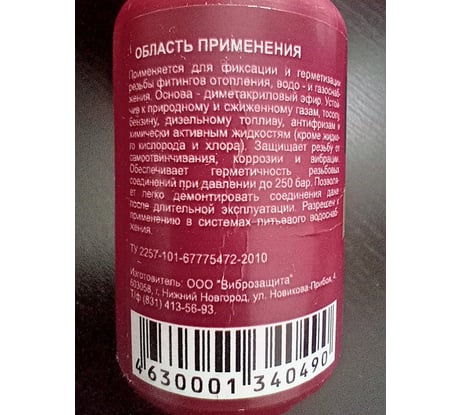 ОБЛАСТЬ ПРИМЕНЕНИЯ
Применяется для фиксации и герметизации
резьбы фитингов отопления, водо - и газоснаб-
жения. Основа - диметакриловый эфир. Устой-
чив к природному и сжиженному газам, тосолу,
бензину, дизельному топливу, антифризам и
химически активным жидкостям (кроме жидко-
го кислорода и хлора). Защищает резьбу от
самоотвинчивания, коррозии и вибрации.
Обеспечивает герметичность резьбовых
соединений при давлении до 250 бар. Позволя-
ет легко демонтировать соединения даже
после длительной эксплуатации. Разрешен к
применению в системах питьевого водоснаб-
жения.
ТУ 2257-101-67775472-2010
Изготовитель: ООО "Виброзащита"
603058, г. Нижний Новгород, ул. Новикова-Прибоя, 4,
Т/ф (831) 413-56-93.
4630001 340490